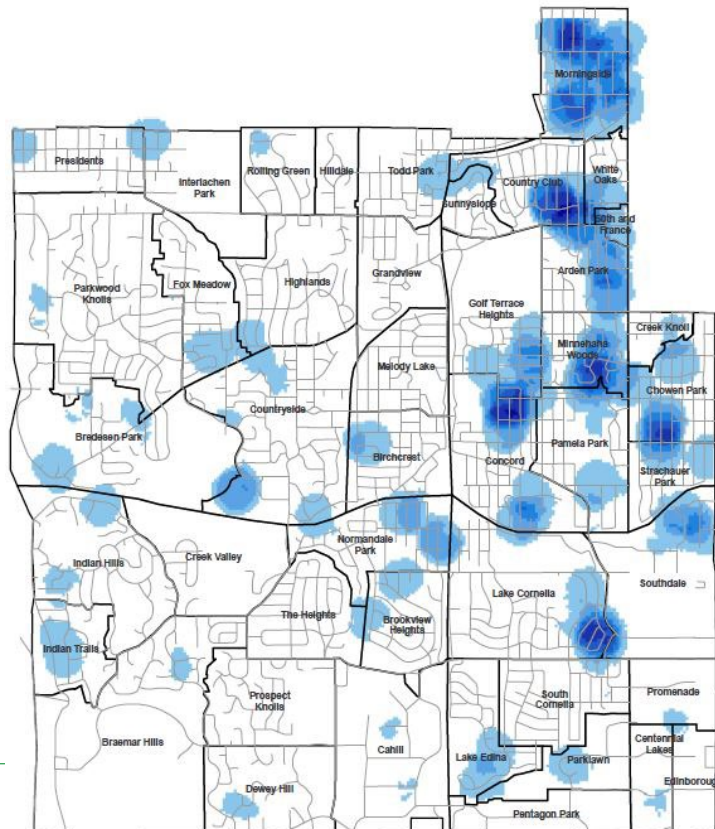 Morningside
Presidents
Interlachen
Park
Rolling Green
Hilldale
Todd Park
Sunnyslope
Country Club
White
Oaks
50th and
France
Parkwood
Knolls
Fox Meadow
Highlands
Grandview
Golf Terrace
Heights
Arden Park
Creek Knoll
Minnehaha
Woods
Melody Lake
Chowen Park
Countryside
Bredesen Park
Birchcrest
Concord
Pamela Park
Strachauer
Park
Indian Hills
Creek Valley
Normandale
Park
Lake Cornelia
Southdale
The Heights
Brookview
Heights
Indian Trails
Prospect
Knolls
South
Cornelia
Promenade
Braemar Hills
Cahill
Lake Edina
Parklawn
Centennial
Lakes
Edinboroug
Dewey Hill
Pentagon Park